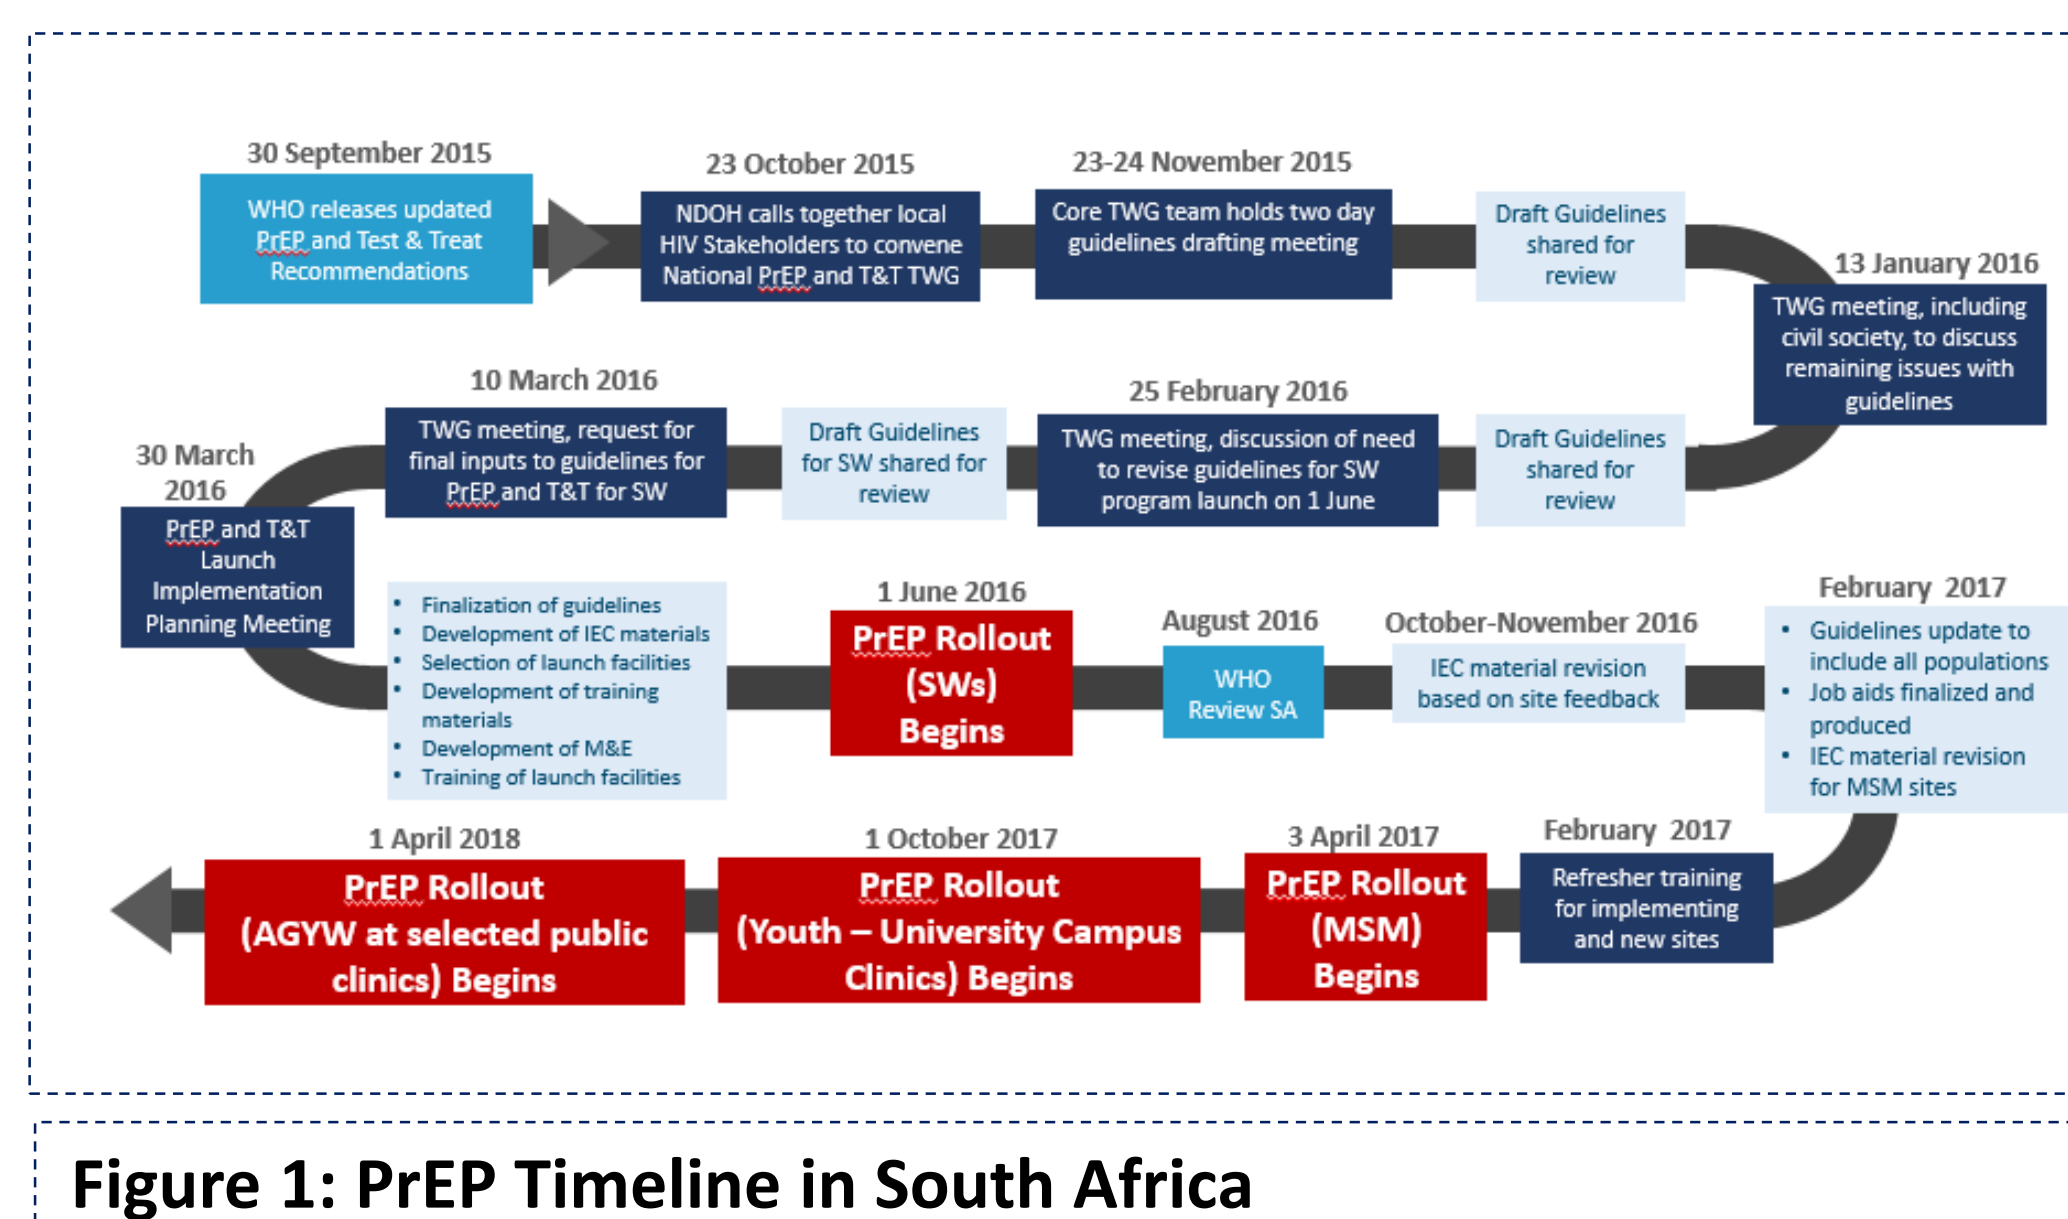 30 September 2015
WHO releases updated
PrEP and Test & Treat
Recommendations
23 October 2015
NDOH calls together local
HIV Stakeholders to convene
National PrEP and T&T TWG
23-24 November 2015
Core TWG team holds two day
guidelines drafting meeting
Draft Guidelines
shared for
review
13 January 2016
TWG meeting, including
civil society, to discuss
remaining issues with
guidelines
Draft Guidelines
shared for
review
25 February 2016
TWG meeting, discussion of need
to revise guidelines for SW
program launch on 1 June
Draft Guidelines
for SW shared for
review
10 March 2016
TWG meeting, request for
final inputs to guidelines for
PrEP and T&T for SW
30 March
2016
PrEP and T&T
Launch
Implementation
Planning Meeting
• Finalization of guidelines
• Development of IEC materials
• Selection of launch facilities
• Development of training
materials
• Development of M&E
• Training of launch facilities
1 June 2016
PrEP Rollout
(SWs)
Begins
August 2016
WHO
Review SA
October-November 2016
IEC material revision
based on site feedback
February 2017
• Guidelines update to
include all populations
• Job aids finalized and
produced
• IEC material revision
for MSM sites
February 2017
Refresher training
for implementing
and new sites
3 April 2017
PrEP Rollout
(MSM)
Begins
1 October 2017
PrEP Rollout
(Youth – University Campus
Clinics) Begins
1 April 2018
PrEP Rollout
(AGYW at selected public
clinics) Begins
Figure 1: PrEP Timeline in South Africa